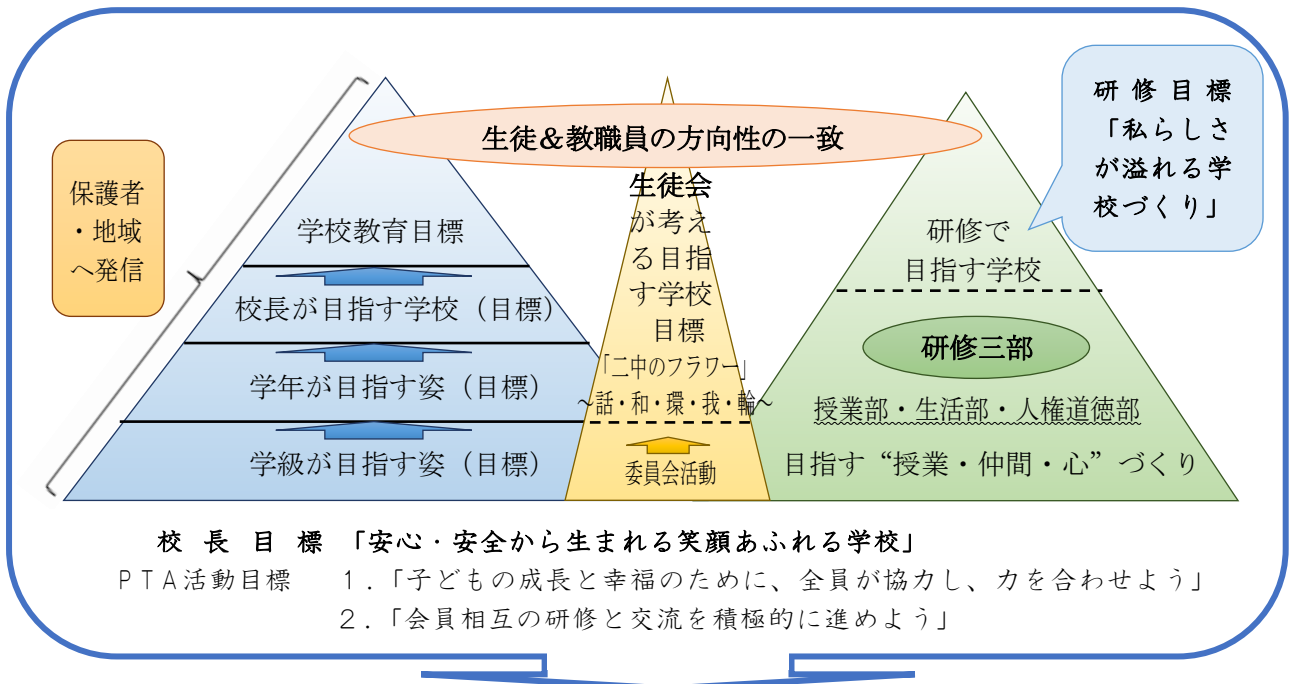 生徒&教職員の方向性の一致
保護者
・地域
へ発信
学校教育目標
校長が目指す学校（目標）
学年が目指す姿（目標）
学級が目指す姿（目標）
生徒会
が考え
る目指
す学校
目標
「二中のフラワー」
～話・和・環・我・輪～
委員会活動
研修目標
「私らしさ
が溢れる学
校づくり」
研修で
目指す学校
研修三部
授業部・生活部・人権道徳部
目指す“授業・仲間・心”づくり
校長目標「安心・安全から生まれる笑顔あふれる学校」
ＰＴＡ活動目標　１．「子どもの成長と幸福のために、全員が協力し、力を合わせよう」
２．「会員相互の研修と交流を積極的に進めよう」